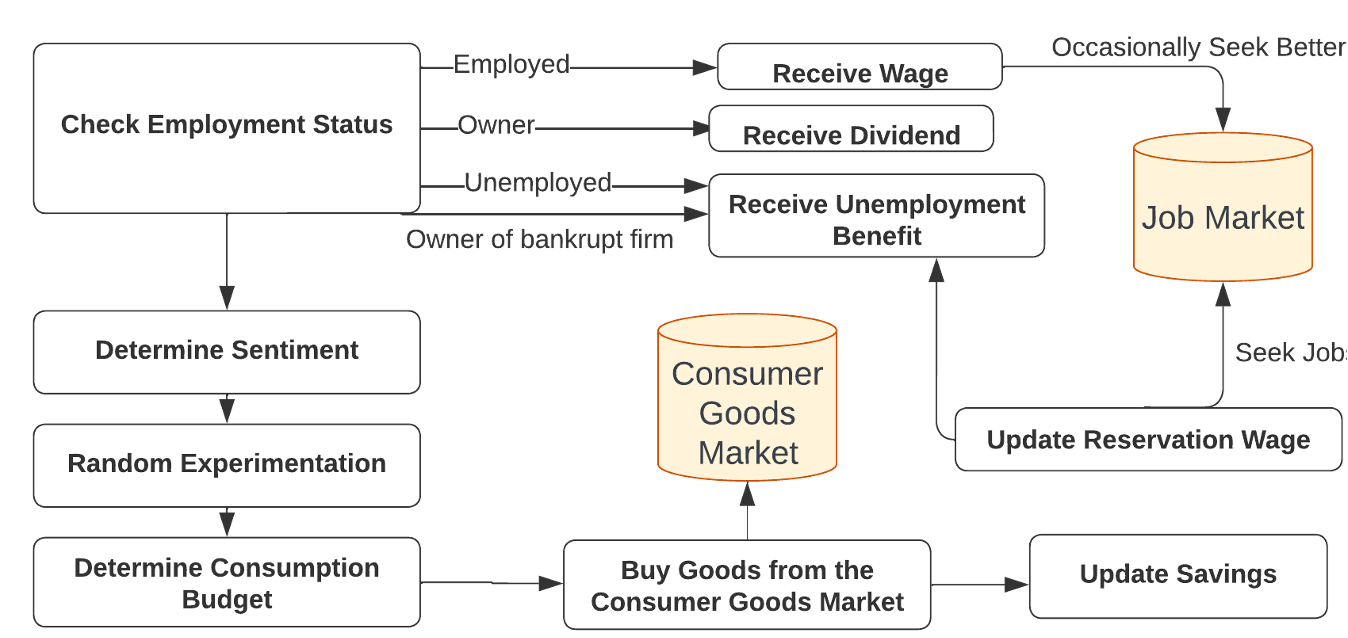 Occasionally Seek Better
Employed
Receive Wage
Check Employment Status
Owner
Receive Dividend
Unemployed
Receive Unemployment
Benefit
Owner of bankrupt firm
Job Market
Determine Sentiment
Seek Jobs
Consumer
Goods
Market
Update Reservation Wage
Random Experimentation
Determine Consumption
Budget
Buy Goods from the
Consumer Goods Market
Update Savings